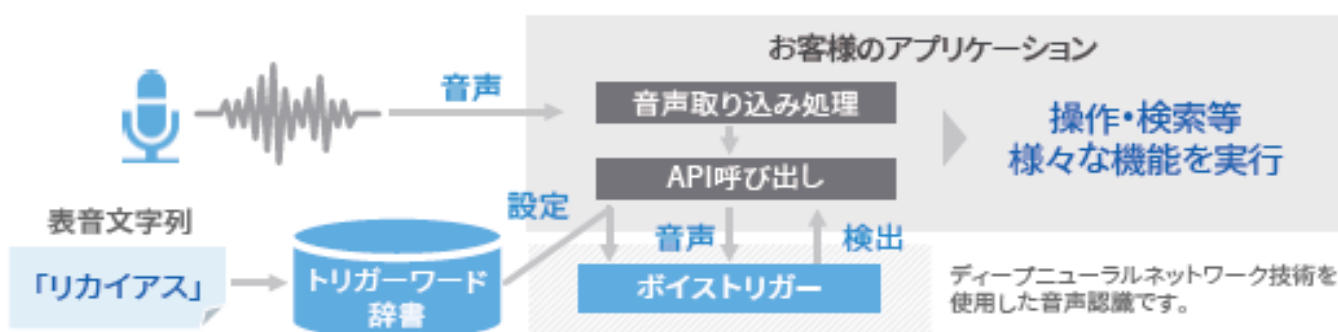 お客様のアプリケーション
音声
音声取り込み処理
操作・検索等
様々な機能を実行
API呼び出し
表音文字列
設定
音声
検出
「リカイアス」
トリガーワード
辞書
ボイストリガー
ディープニューラルネットワーク技術を
使用した音声認識です。